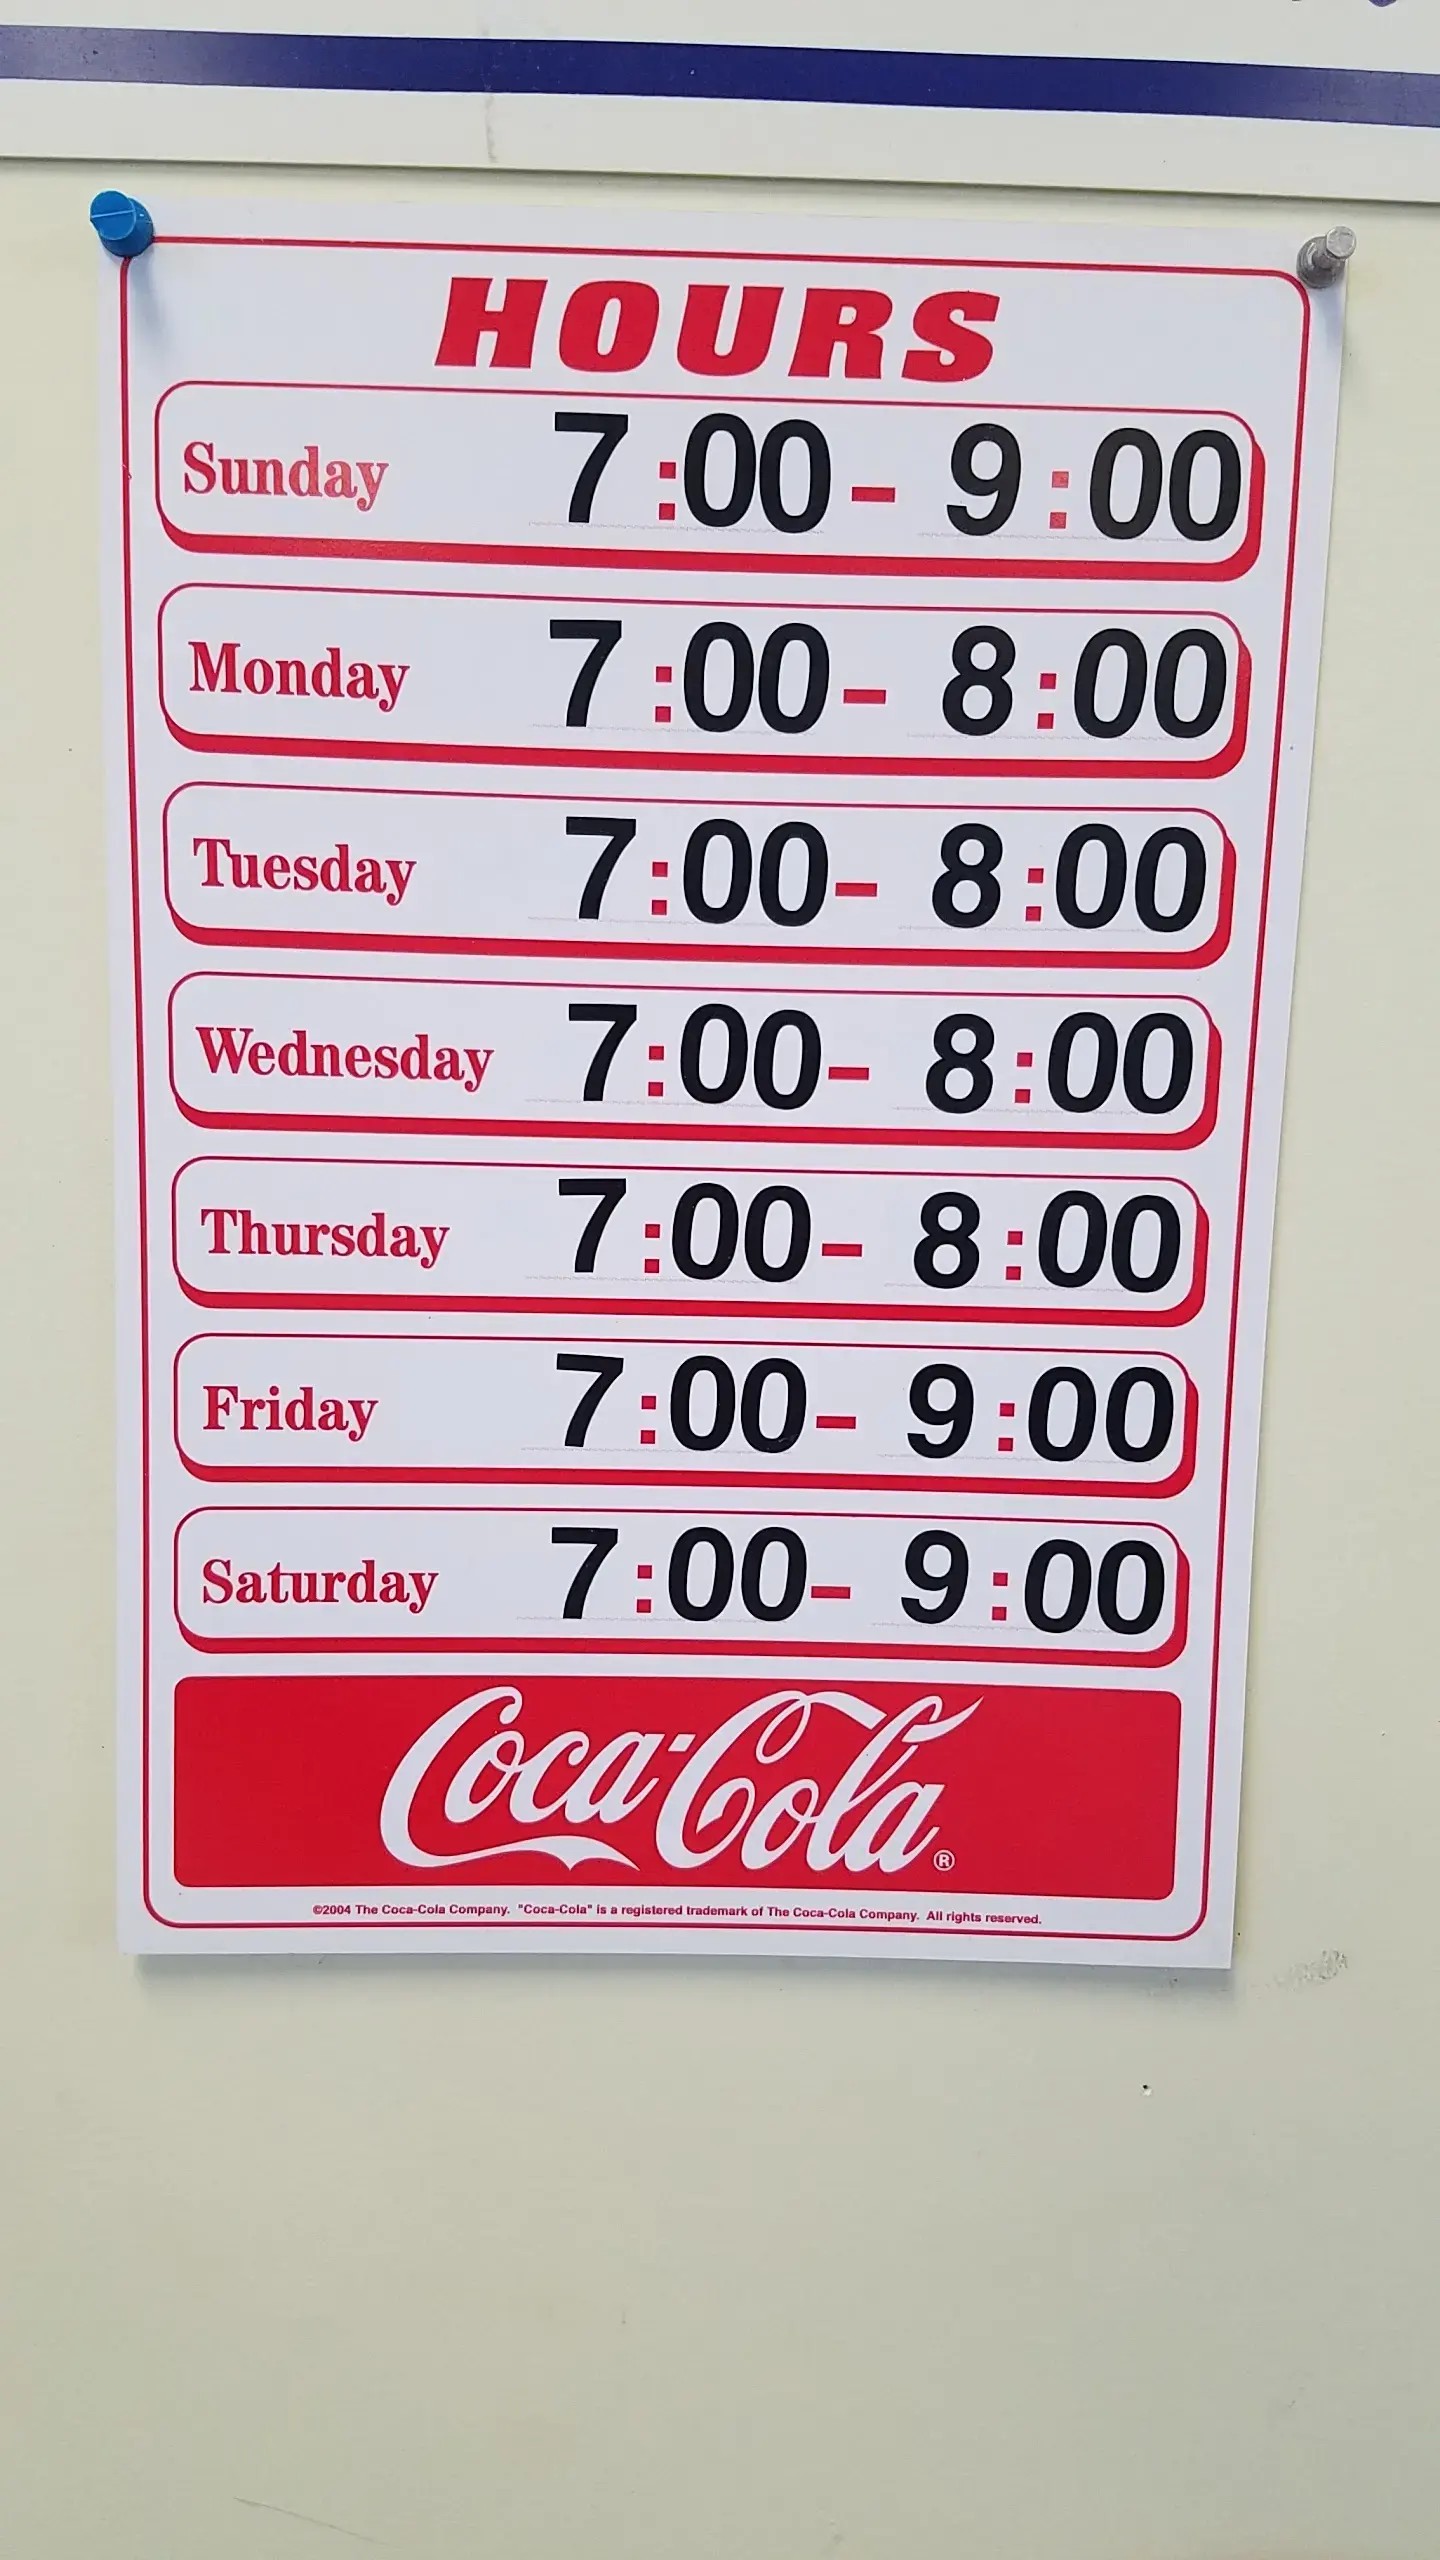 HOURS
Sunday 7:00 - 9:00
Monday 7:00 - 8:00
Tuesday 7:00 - 8:00
Wednesday 7:00 - 8:00
Thursday 7:00 - 8:00
Friday 7:00 - 9:00
Saturday 7:00 - 9:00
Coca-Cola®
©2004 The Coca-Cola Company. "Coca-Cola" is a registered trademark of The Coca-Cola Company. All rights reserved.